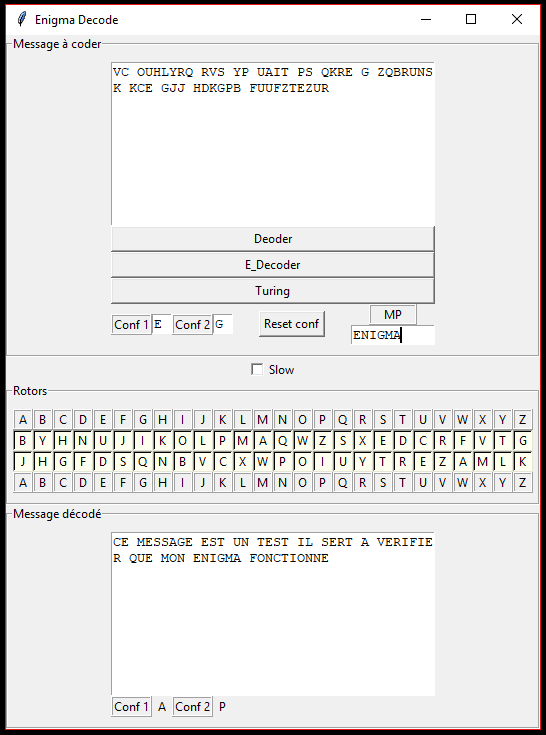 Enigma Decode
Message à coder
VC OUHLYRQ RVS YP UAIT PS QKRE G ZQBRUNS
K KCE GJJ HDKGPB FUUFZTEZUR
Deoder
E_Decoder
Turing
MP
Conf 1 E Conf 2 G Reset conf
ENIGMA
Slow
Rotors
A B C D E F G H I J K L M N O P Q R S T U V W X Y Z
B Y H N U J I K O L P M A Q W Z S X E D C R F V T G
J H G F D S Q N B V C X W P O I U Y T R E Z A M L K
A B C D E F G H I J K L M N O P Q R S T U V W X Y Z
Message décodé
CE MESSAGE EST UN TEST IL SERT A VERIFIE
R QUE MON ENIGMA FONCTIONNE
Conf 1 A Conf 2 P